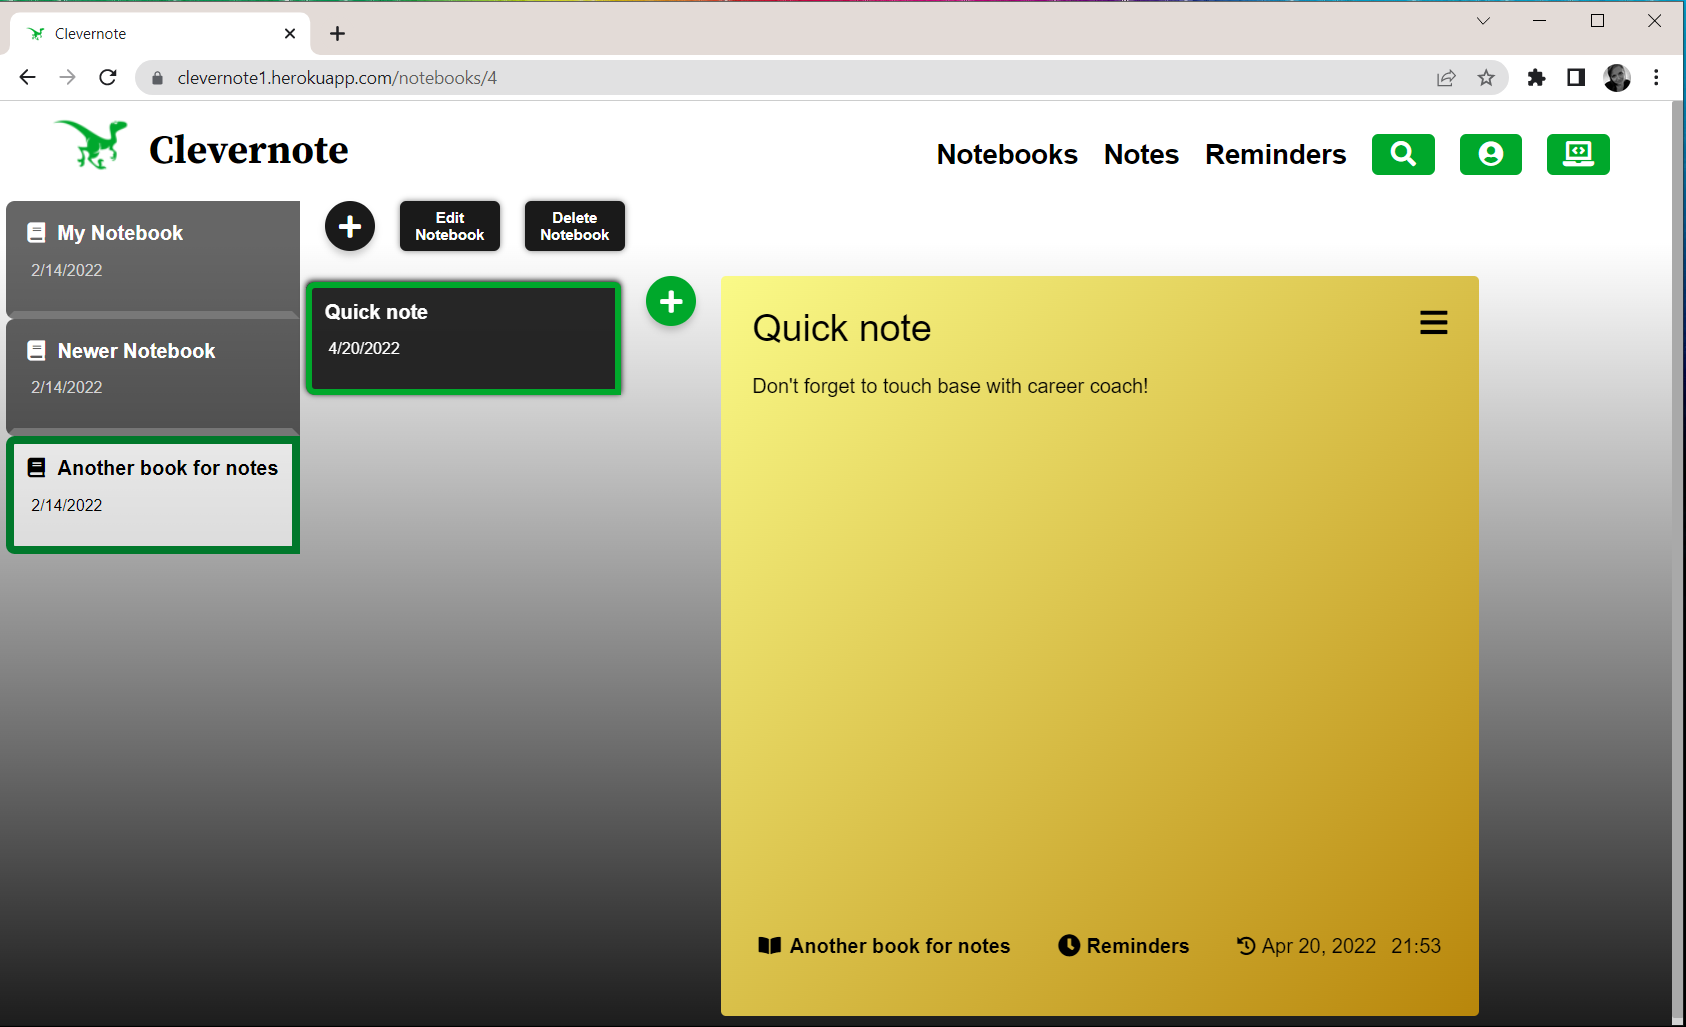 Clevernote
clevernote1.herokuapp.com/notebooks/4
Clevernote
Notebooks Notes Reminders
My Notebook
2/14/2022
Newer Notebook
2/14/2022
Another book for notes
2/14/2022
Edit
Notebook
Delete
Notebook
Quick note
4/20/2022
Quick note
Don't forget to touch base with career coach!
Another book for notes Reminders Apr 20, 2022 21:53